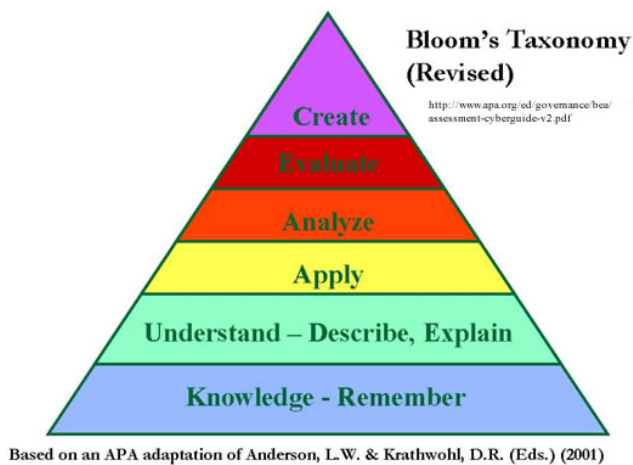 Bloom's Taxonomy
(Revised)
http://www.apa.org/ed/governance/bea/
assessment-cyberguide-v2.pdf
Create
Evaluate
Analyze
Apply
Understand – Describe, Explain
Knowledge - Remember
Based on an APA adaptation of Anderson, L.W. & Krathwohl, D.R. (Eds.) (2001)